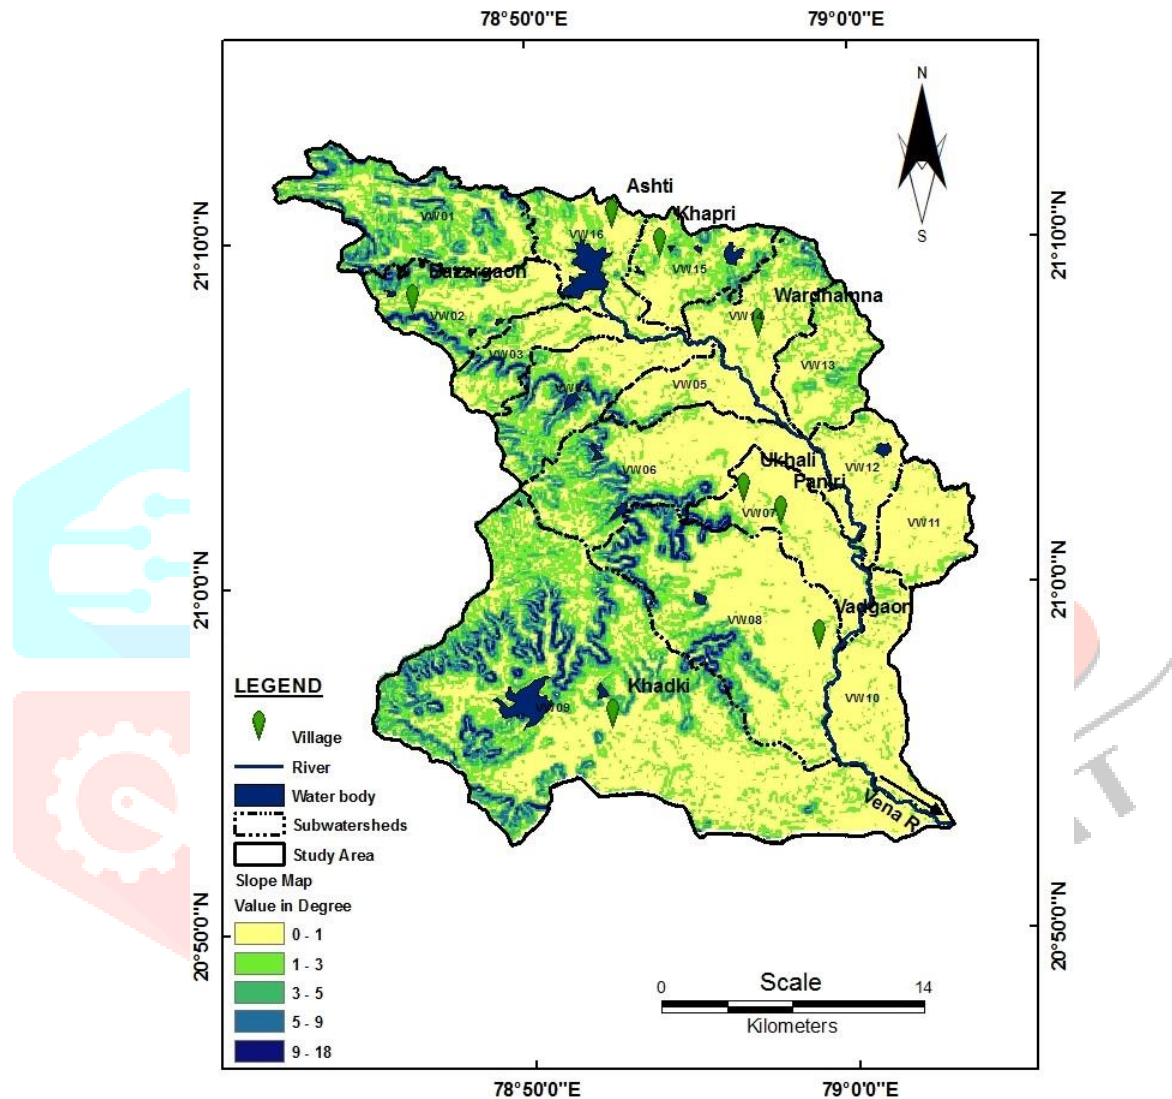 78°50'0"E
79°0'0"E
N
S
21°10'0"N
21°10'0"N
Ashti
Khapri
VW01
VW16
VW15
Bazargaon
Wardhamna
VW02
VW14
VW03
VW13
VW04
VW05
VW06
Ukhali
VW12
Panjri
VW07
VW11
21°0'0"N
21°0'0"N
Vadgaon
VW08
Khadki
VW10
VW09
Vena R
LEGEND
Village
River
Water body
Subwatersheds
Study Area
Slope Map
Value in Degree
0 - 1
1 - 3
3 - 5
5 - 9
9 - 18
20°50'0"N
20°50'0"N
Scale
0
14
Kilometers
78°50'0"E
79°0'0"E